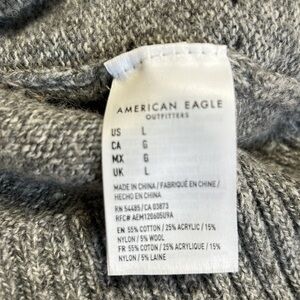 AMERICAN EAGLE
OUTFITTERS
US L
CA G
MX G
UK L
MADE IN CHINA / FABRIQUÉ EN CHINE /
HECHO EN CHINA
RN 54485/CA 03873
RFC# AEM120605U9A
EN 55% COTTON / 25% ACRYLIC / 15%
NYLON / 5% WOOL
FR 55% COTON / 25% ACRYLIQUE / 15%
NYLON / 5% LAINE